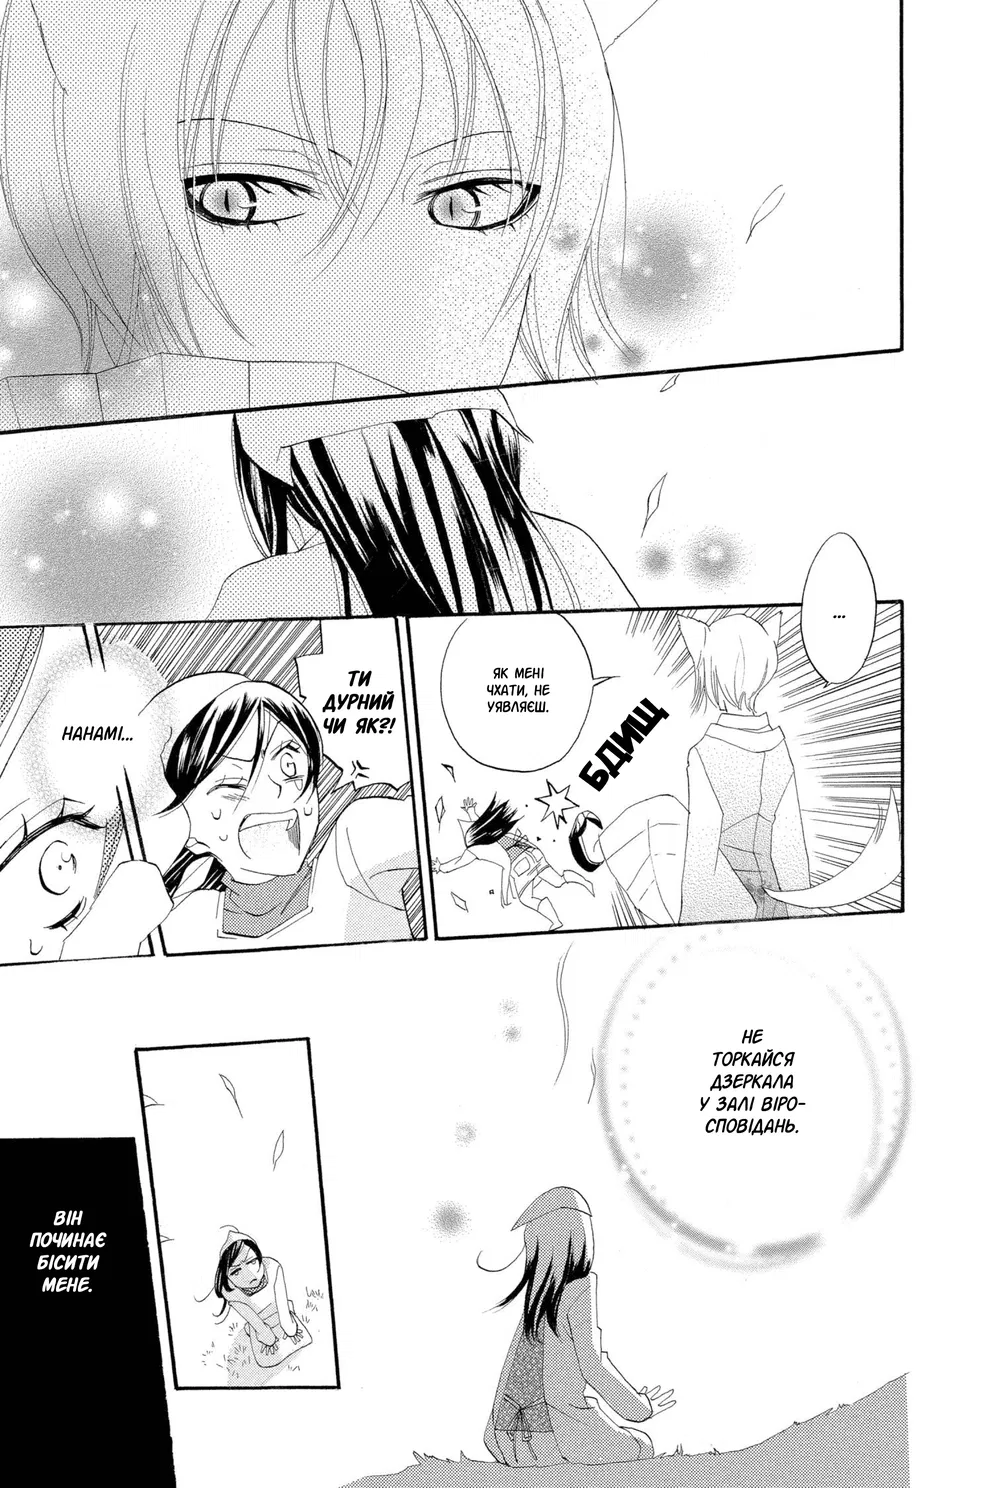 ...
ЯК МЕНІ
ЧХАТИ, НЕ
УЯВЛЯЄШ.
БДИЩ
ТИ
ДУРНИЙ
ЧИ ЯК?!
НАНАМІ...
НЕ
ТОРКАЙСЯ
ДЗЕРКАЛА
У ЗАЛІ ВІРО-
СПОВІДАНЬ.
ВІН
ПОЧИНАЄ
БІСИТИ
МЕНЕ.